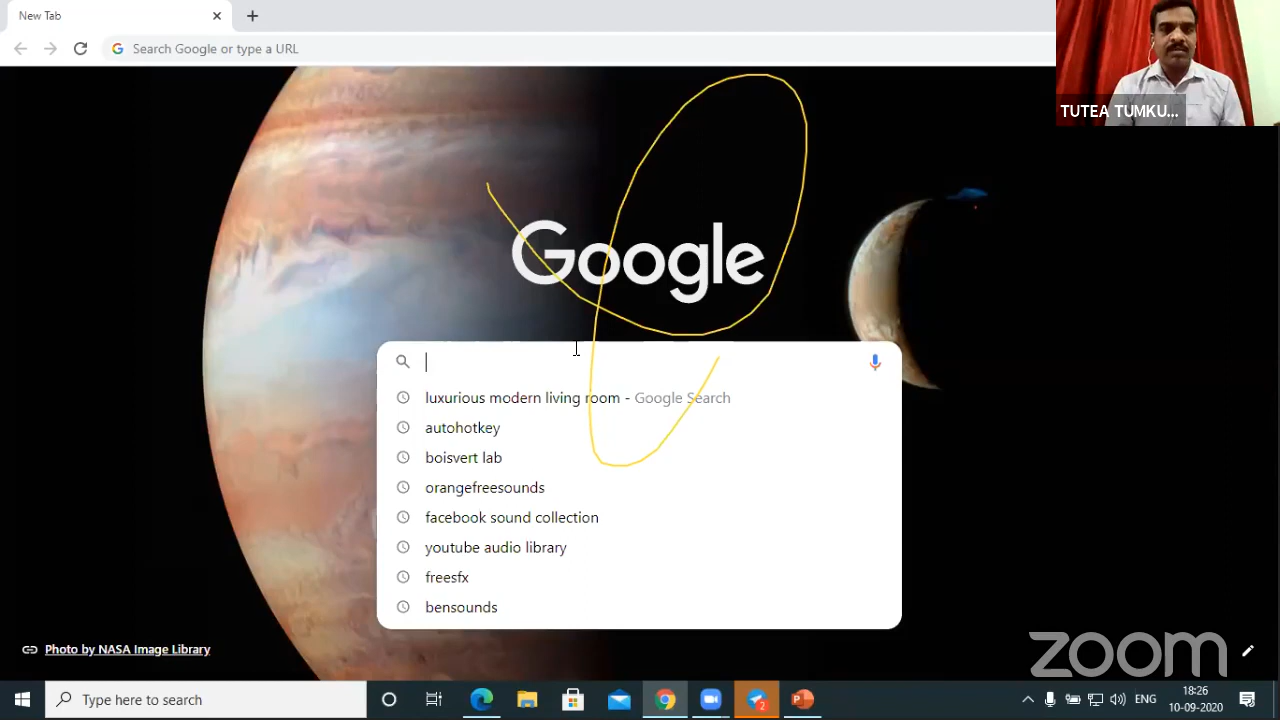 New Tab
Search Google or type a URL
TUTEA TUMKU...
Google
luxurious modern living room - Google Search
autohotkey
boisvert lab
orangefreesounds
facebook sound collection
youtube audio library
freesfx
bensounds
Photo by NASA Image Library
zoom
Type here to search
2
ENG
18:26
10-09-2020